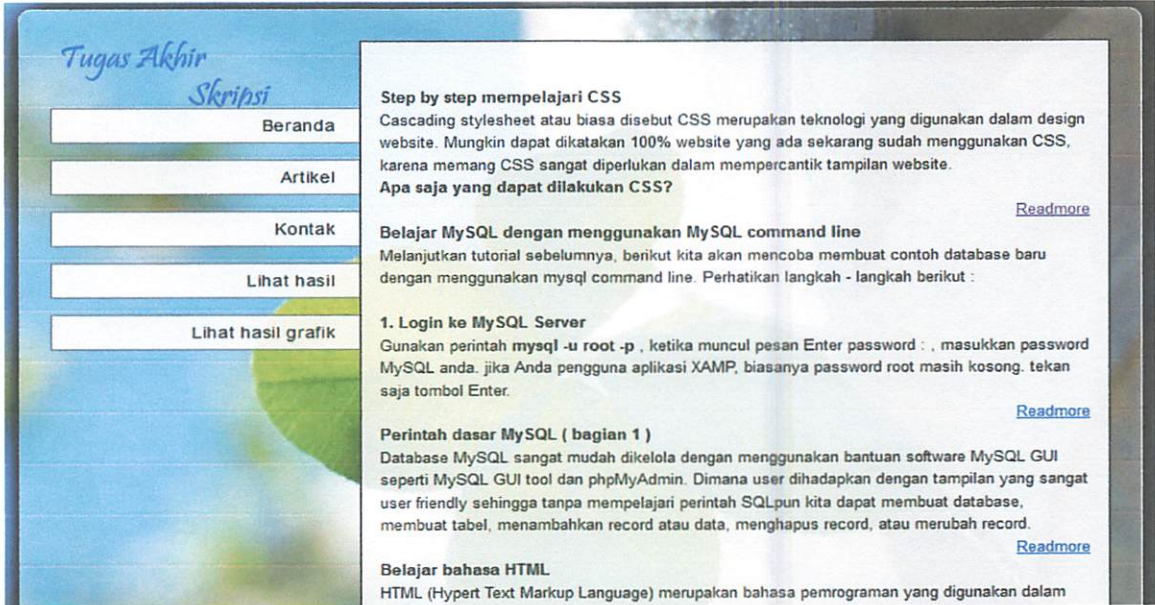 Tugas Akhir
Skripsi
Beranda
Artikel
Kontak
Lihat hasil
Lihat hasil grafik
Step by step mempelajari CSS
Cascading stylesheet atau biasa disebut CSS merupakan teknologi yang digunakan dalam design
website. Mungkin dapat dikatakan 100% website yang ada sekarang sudah menggunakan CSS,
karena memang CSS sangat diperlukan dalam mempercantik tampilan website.
Apa saja yang dapat dilakukan CSS?
Readmore
Belajar MySQL dengan menggunakan MySQL command line
Melanjutkan tutorial sebelumnya, berikut kita akan mencoba membuat contoh database baru
dengan menggunakan mysql command line. Perhatikan langkah - langkah berikut :
1. Login ke MySQL Server
Gunakan perintah mysql -u root -p , ketika muncul pesan Enter password : , masukkan password
MySQL anda. jika Anda pengguna aplikasi XAMP, biasanya password root masih kosong. tekan
saja tombol Enter.
Readmore
Perintah dasar MySQL ( bagian 1 )
Database MySQL sangat mudah dikelola dengan menggunakan bantuan software MySQL GUI
seperti MySQL GUI tool dan phpMyAdmin. Dimana user dihadapkan dengan tampilan yang sangat
user friendly sehingga tanpa mempelajari perintah SQLpun kita dapat membuat database,
membuat tabel, menambahkan record atau data, menghapus record, atau merubah record.
Readmore
Belajar bahasa HTML
HTML (Hypert Text Markup Language) merupakan bahasa pemrograman yang digunakan dalam